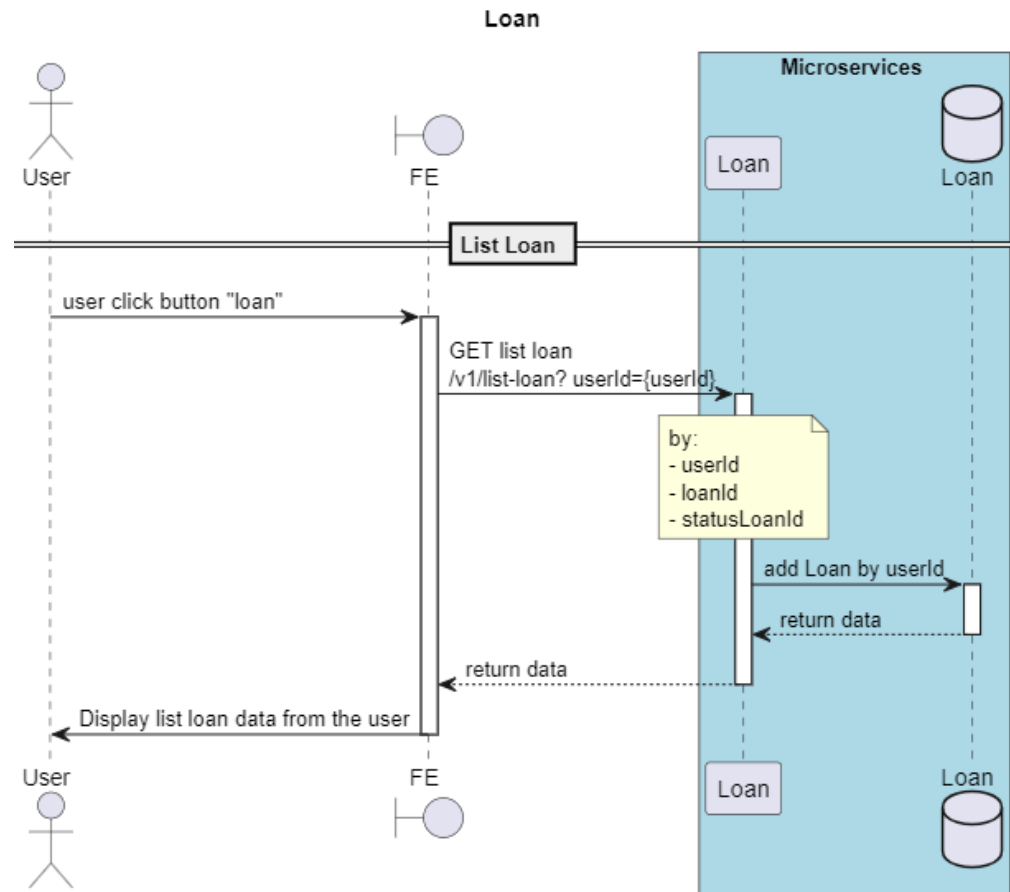 Loan
Microservices
User
FE
Loan
Loan
List Loan
user click button "loan"
GET list loan
/v1/list-loan? userId={userId}
by:
- userId
- loanId
- statusLoanId
add Loan by userId
return data
return data
Display list loan data from the user
User
FE
Loan
Loan